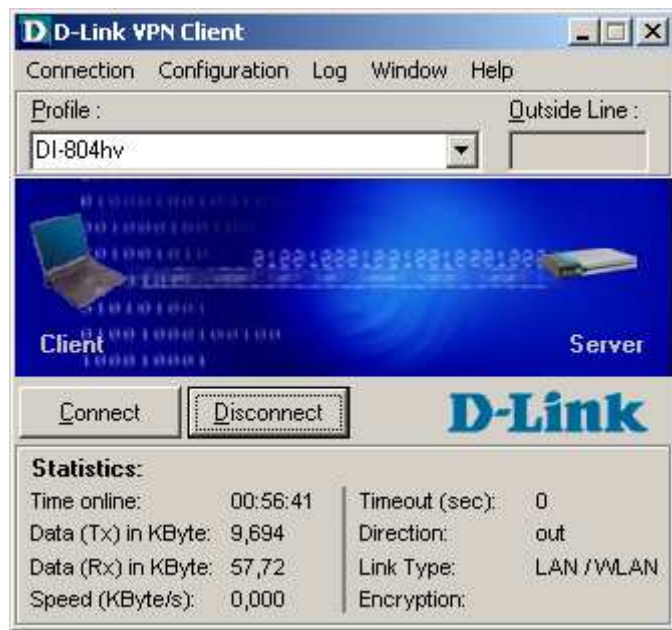 D-Link VPN Client
Connection Configuration Log Window Help
Profile : Outside Line :
DI-804hv
Client Server
Connect Disconnect D-Link
Statistics:
Time online: 00:56:41 Timeout (sec): 0
Data (Tx) in KByte: 9,694 Direction: out
Data (Rx) in KByte: 57,72 Link Type: LAN / WLAN
Speed (KByte/s): 0,000 Encryption: